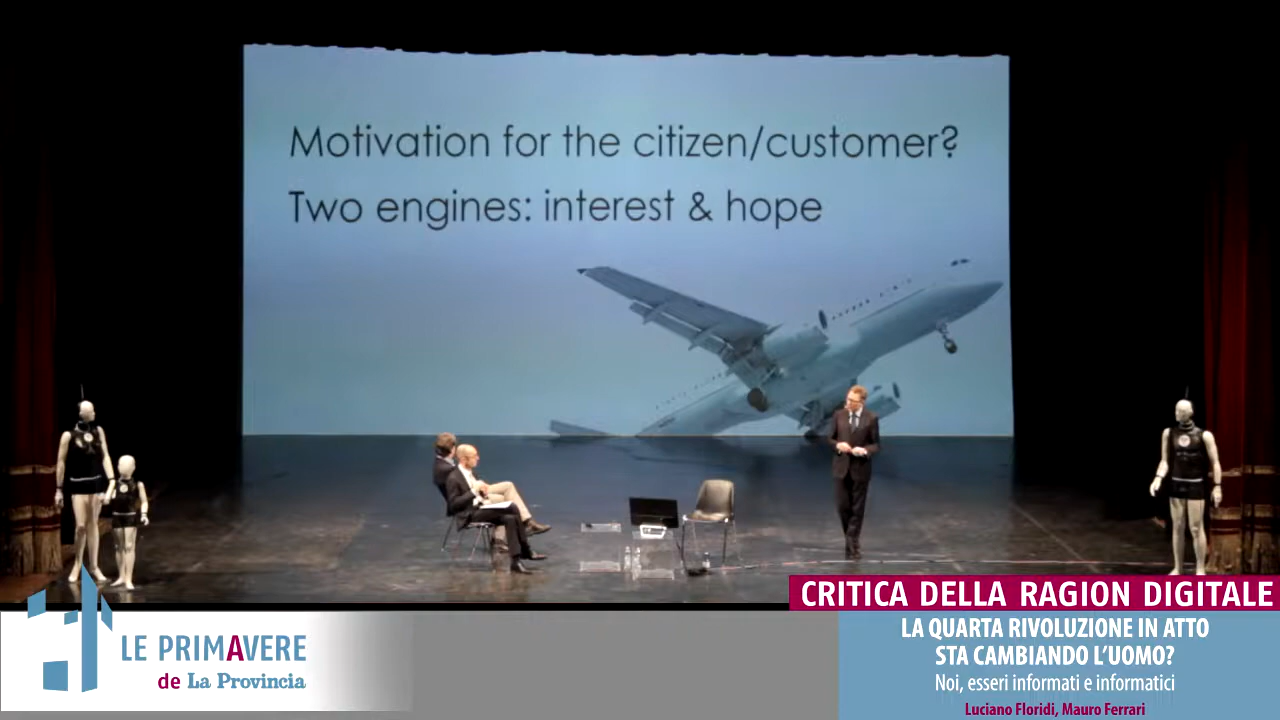 Motivation for the citizen/customer?
Two engines: interest & hope
CRITICA DELLA RAGION DIGITALE
LA QUARTA RIVOLUZIONE IN ATTO
STA CAMBIANDO L'UOMO?
Noi, esseri informati e informatici
Luciano Floridi, Mauro Ferrari
LE PRIMAVERE
de La Provincia